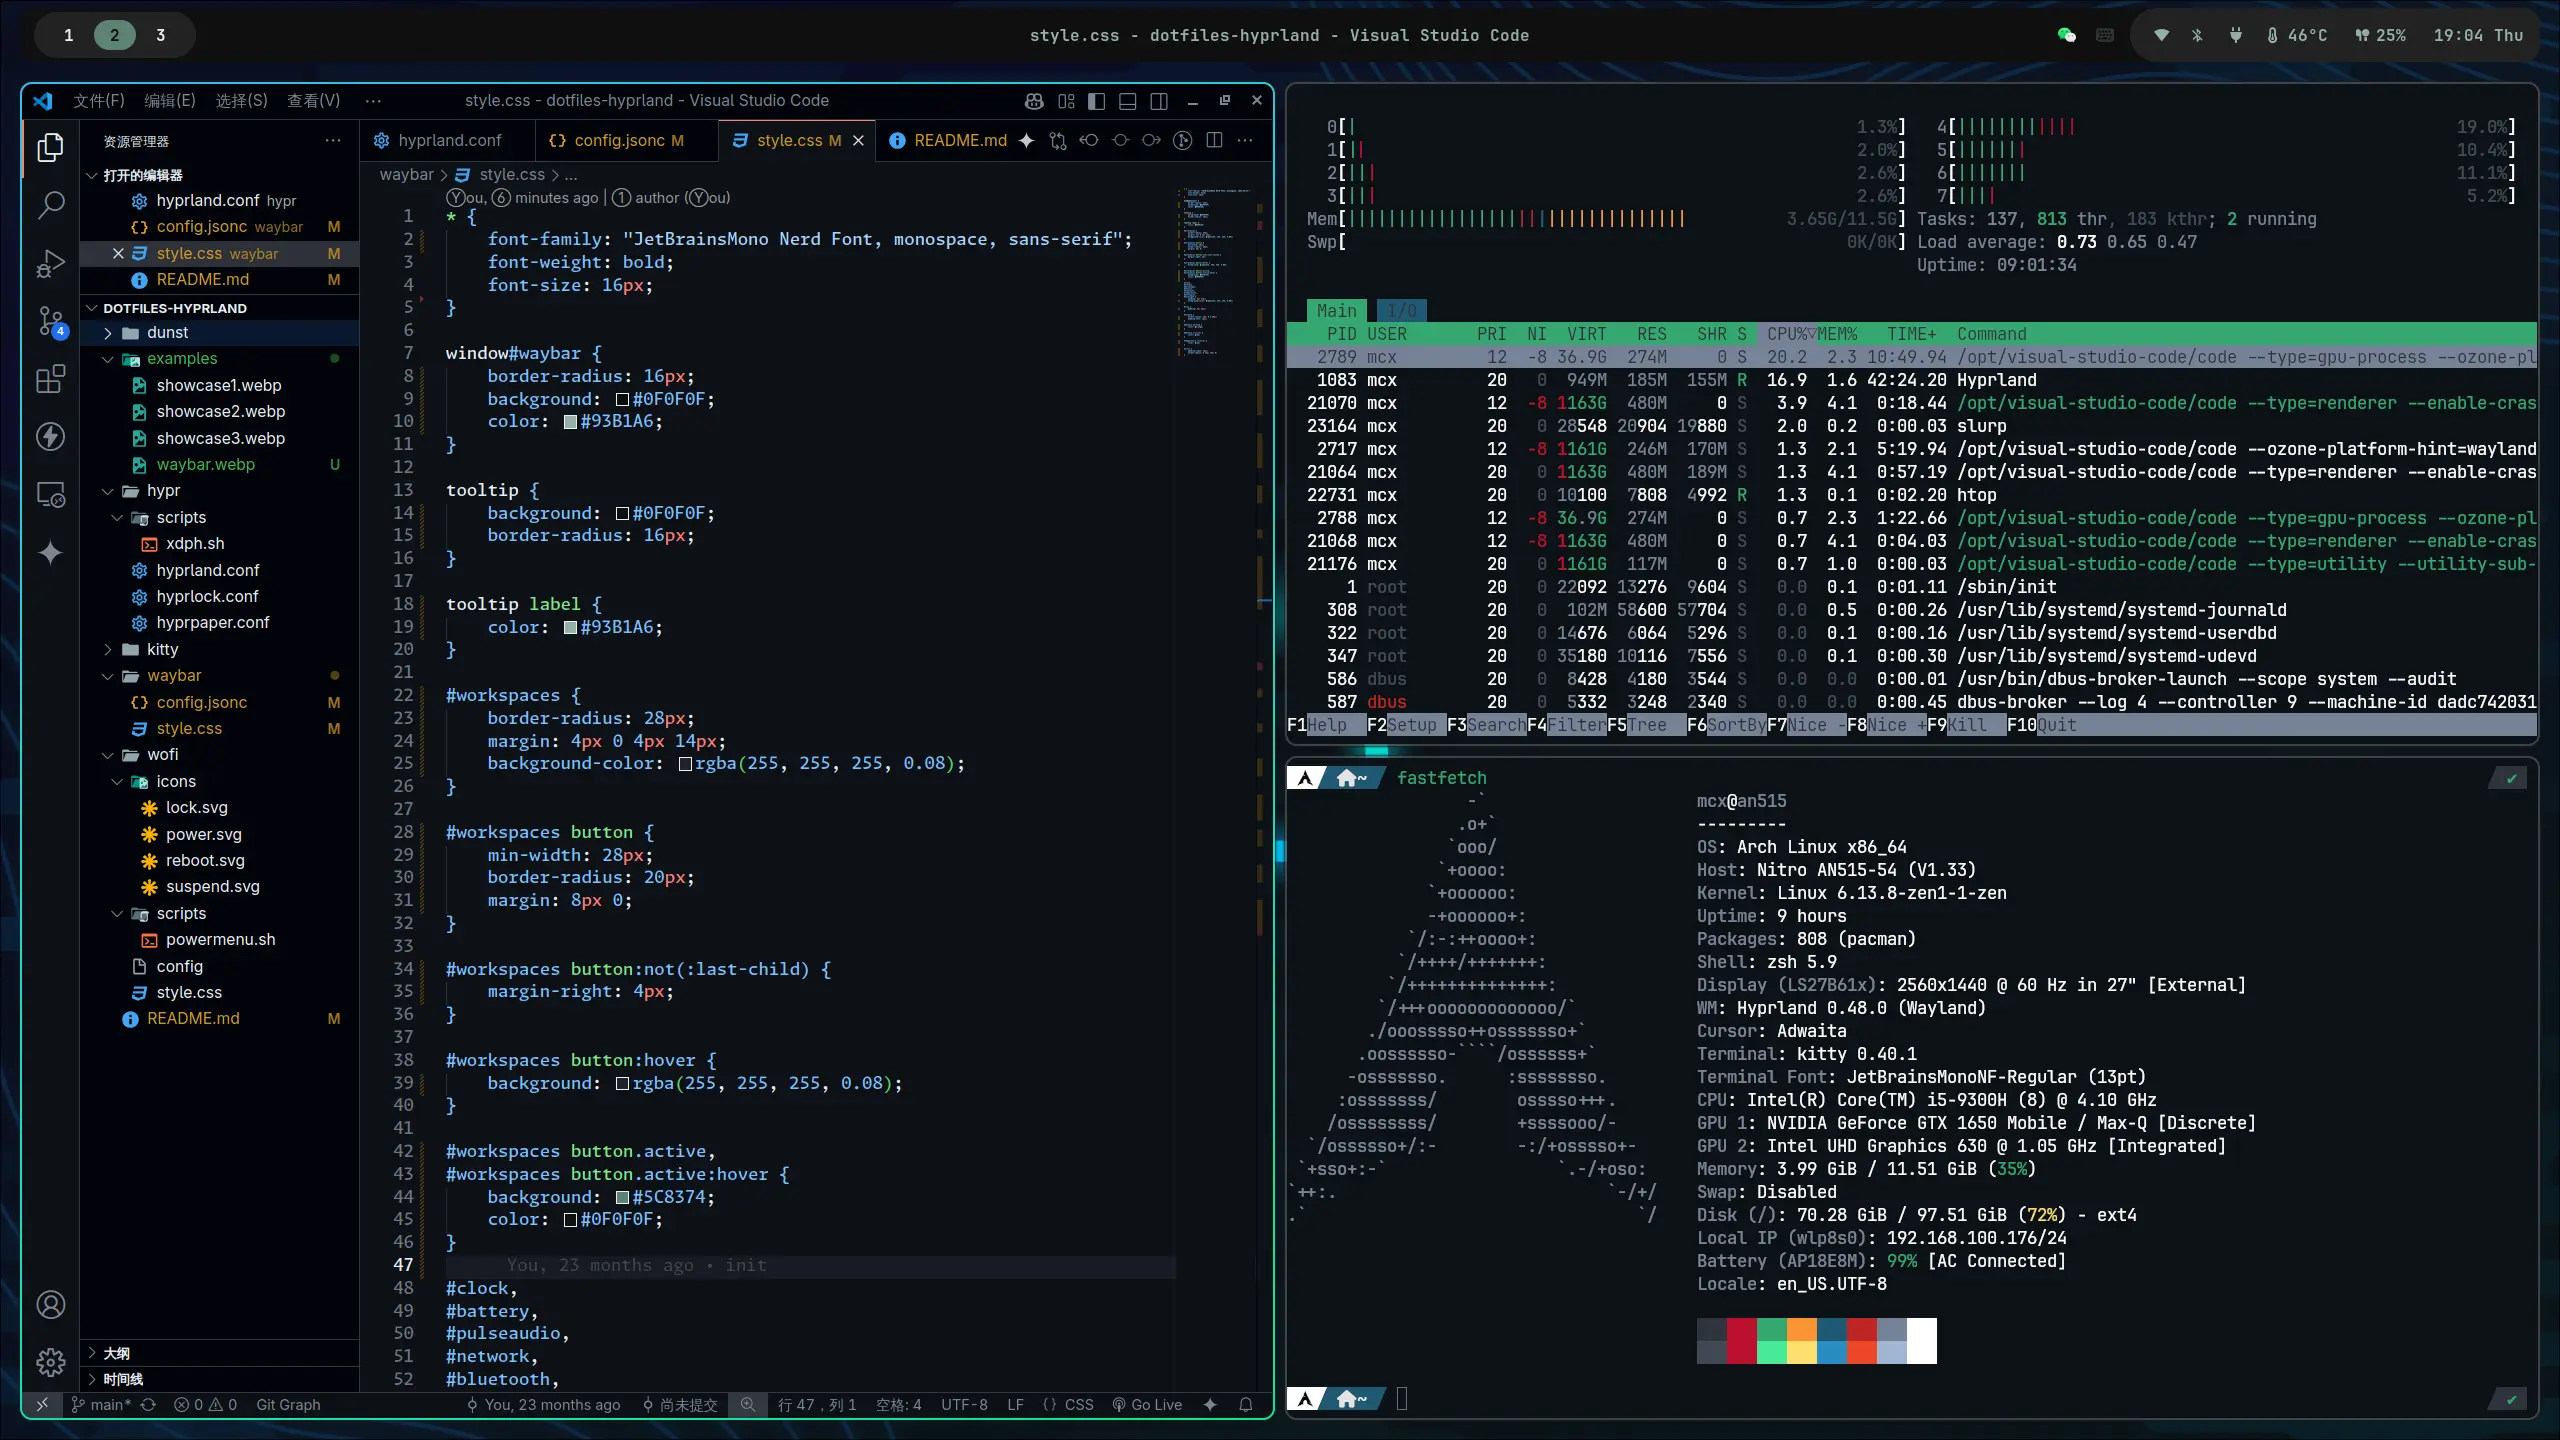 1 2 3
style.css - dotfiles-hyprland - Visual Studio Code
46°C 25% 19:04 Thu
文件(F) 编辑(E) 选择(S) 查看(V) ···
style.css - dotfiles-hyprland - Visual Studio Code
资源管理器 ···
打开的编辑器
hyprland.conf hypr
config.jsonc waybar M
style.css waybar M
README.md M
DOTFILES-HYPRLAND
dunst
examples
showcase1.webp
showcase2.webp
showcase3.webp
waybar.webp U
hypr
scripts
xdph.sh
hyprland.conf
hyprlock.conf
hyprpaper.conf
kitty
waybar
config.jsonc M
style.css M
wofi
icons
lock.svg
power.svg
reboot.svg
suspend.svg
scripts
powermenu.sh
config
style.css
README.md M
大纲
时间线
4
hyprland.conf
config.jsonc M
style.css M
README.md
waybar > style.css > ...
You, 6 minutes ago | 1 author (You)
1 * {
2 font-family: "JetBrainsMono Nerd Font, monospace, sans-serif";
3 font-weight: bold;
4 font-size: 16px;
5 }
6
7 window#waybar {
8 border-radius: 16px;
9 background: #0F0F0F;
10 color: #93B1A6;
11 }
12
13 tooltip {
14 background: #0F0F0F;
15 border-radius: 16px;
16 }
17
18 tooltip label {
19 color: #93B1A6;
20 }
21
22 #workspaces {
23 border-radius: 28px;
24 margin: 4px 0 4px 14px;
25 background-color: rgba(255, 255, 255, 0.08);
26 }
27
28 #workspaces button {
29 min-width: 28px;
30 border-radius: 20px;
31 margin: 8px 0;
32 }
33
34 #workspaces button:not(:last-child) {
35 margin-right: 4px;
36 }
37
38 #workspaces button:hover {
39 background: rgba(255, 255, 255, 0.08);
40 }
41
42 #workspaces button.active,
43 #workspaces button.active:hover {
44 background: #5C8374;
45 color: #0F0F0F;
46 }
47 You, 23 months ago • init
48 #clock,
49 #battery,
50 #pulseaudio,
51 #network,
52 #bluetooth,
main* 0 0 Git Graph You, 23 months ago 尚未提交 行 47，列 1 空格: 4 UTF-8 LF {} CSS Go Live
0[| 1.3%] 4[|||||||||||| 19.0%]
1[|| 2.0%] 5[||||||| 10.4%]
2[||| 2.6%] 6[||||||| 11.1%]
3[||| 2.6%] 7[|||| 5.2%]
Mem[|||||||||||||||||||||||||||||||||| 3.65G/11.5G] Tasks: 137, 813 thr, 183 kthr; 2 running
Swp[ 0K/0K] Load average: 0.73 0.65 0.47
Uptime: 09:01:34
Main I/O
PID USER PRI NI VIRT RES SHR S CPU%▽MEM% TIME+ Command
2789 mcx 12 -8 36.9G 274M 0 S 20.2 2.3 10:49.94 /opt/visual-studio-code/code --type=gpu-process --ozone-pl
1083 mcx 20 0 949M 185M 155M R 16.9 1.6 42:24.20 Hyprland
21070 mcx 12 -8 1163G 480M 0 S 3.9 4.1 0:18.44 /opt/visual-studio-code/code --type=renderer --enable-cras
23164 mcx 20 0 28548 20904 19880 S 2.0 0.2 0:00.03 slurp
2717 mcx 12 -8 1161G 246M 170M S 1.3 2.1 5:19.94 /opt/visual-studio-code/code --ozone-platform-hint=wayland
21064 mcx 20 0 1163G 480M 189M S 1.3 4.1 0:57.19 /opt/visual-studio-code/code --type=renderer --enable-cras
22731 mcx 20 0 10100 7808 4992 R 1.3 0.1 0:02.20 htop
2788 mcx 12 -8 36.9G 274M 0 S 0.7 2.3 1:22.66 /opt/visual-studio-code/code --type=gpu-process --ozone-pl
21068 mcx 12 -8 1163G 480M 0 S 0.7 4.1 0:04.03 /opt/visual-studio-code/code --type=renderer --enable-cras
21176 mcx 20 0 1161G 117M 0 S 0.7 1.0 0:00.03 /opt/visual-studio-code/code --type=utility --utility-sub-
1 root 20 0 22092 13276 9604 S 0.0 0.1 0:01.11 /sbin/init
308 root 20 0 102M 58600 57704 S 0.0 0.5 0:00.26 /usr/lib/systemd/systemd-journald
322 root 20 0 14676 6064 5296 S 0.0 0.1 0:00.16 /usr/lib/systemd/systemd-userdbd
347 root 20 0 35180 10116 7556 S 0.0 0.1 0:00.30 /usr/lib/systemd/systemd-udevd
586 dbus 20 0 8428 4180 3544 S 0.0 0.0 0:00.01 /usr/bin/dbus-broker-launch --scope system --audit
587 dbus 20 0 5332 3248 2340 S 0.0 0.0 0:00.45 dbus-broker --log 4 --controller 9 --machine-id dadc742031
F1Help F2Setup F3SearchF4FilterF5Tree F6SortByF7Nice -F8Nice +F9Kill F10Quit
~ fastfetch
mcx@an515
---------
OS: Arch Linux x86_64
Host: Nitro AN515-54 (V1.33)
Kernel: Linux 6.13.8-zen1-1-zen
Uptime: 9 hours
Packages: 808 (pacman)
Shell: zsh 5.9
Display (LS27B61x): 2560x1440 @ 60 Hz in 27" [External]
WM: Hyprland 0.48.0 (Wayland)
Cursor: Adwaita
Terminal: kitty 0.40.1
Terminal Font: JetBrainsMonoNF-Regular (13pt)
CPU: Intel(R) Core(TM) i5-9300H (8) @ 4.10 GHz
GPU 1: NVIDIA GeForce GTX 1650 Mobile / Max-Q [Discrete]
GPU 2: Intel UHD Graphics 630 @ 1.05 GHz [Integrated]
Memory: 3.99 GiB / 11.51 GiB (35%)
Swap: Disabled
Disk (/): 70.28 GiB / 97.51 GiB (72%) - ext4
Local IP (wlp8s0): 192.168.100.176/24
Battery (AP18E8M): 99% [AC Connected]
Locale: en_US.UTF-8
~